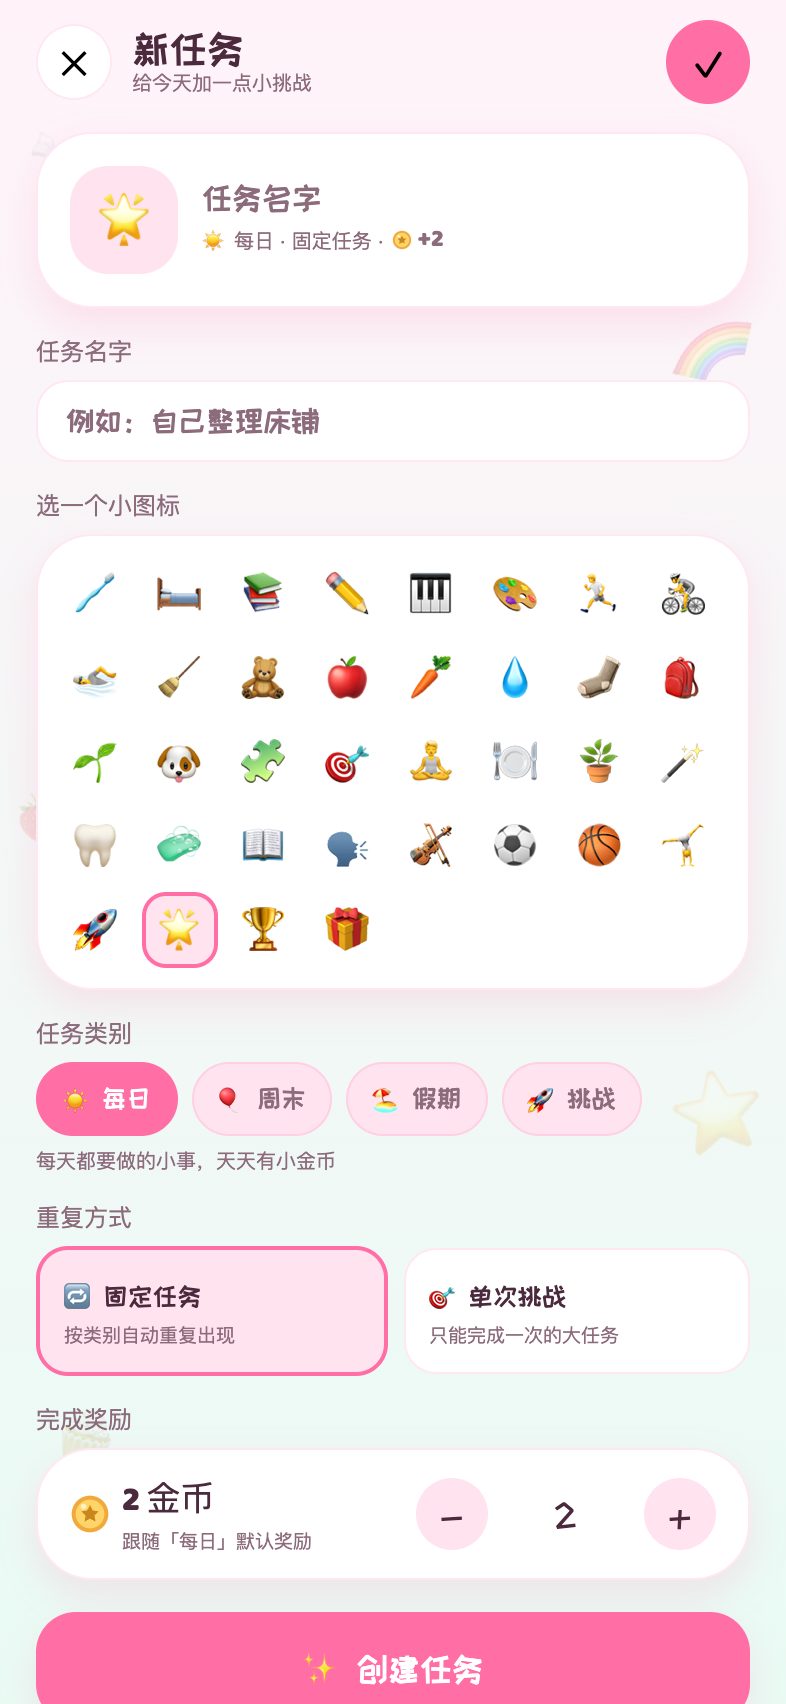 新任务
给今天加一点小挑战
任务名字
每日 · 固定任务 · +2
任务名字
例如：自己整理床铺
选一个小图标
任务类别
每日 周末 假期 挑战
每天都要做的小事，天天有小金币
重复方式
固定任务 单次挑战
按类别自动重复出现 只能完成一次的大任务
完成奖励
2 金币
跟随「每日」默认奖励
− 2 +
创建任务